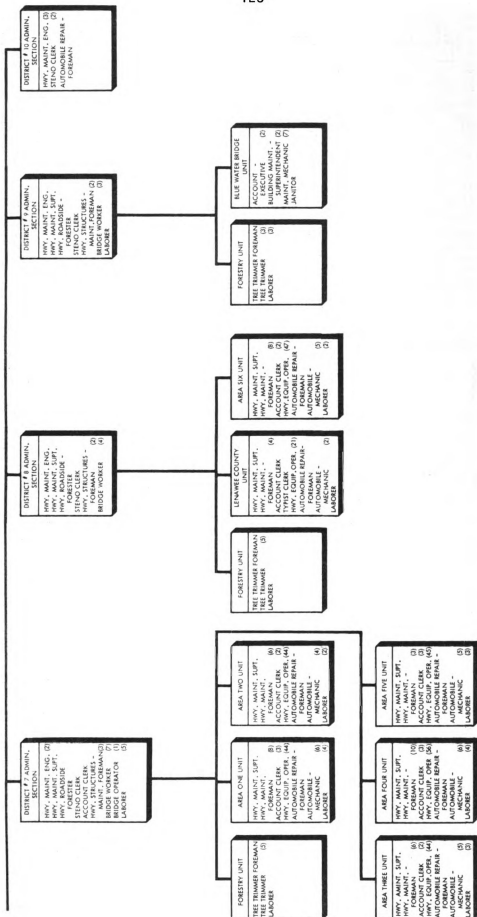 DISTRICT # 7 ADMIN,
SECTION
HWY, MAINT, ENG, (2)
HWY, MAINT, SUPT,
HWY, ROADSIDE
FORESTER
STENO CLERK
ACCOUNT CLERK
HWY, STRUCTURES -
MAINT, FOREMAN(3)
BRIDGE WORKER (7)
BRIDGE OPERATOR (1)
LABORER (5)
DISTRICT # 8 ADMIN,
SECTION
HWY, MAINT, ENG,
HWY, MAINT, SUPT,
HWY, ROADSIDE -
FORESTER
STENO CLERK
HWY, STRUCTURES -
FOREMAN (2)
BRIDGE WORKER (4)
DISTRICT # 9 ADMIN,
SECTION
HWY, MAINT, ENG,
HWY, MAINT, SUPT,
HWY, ROADSIDE -
FORESTER
STENO CLERK
HWY, STRUCTURES -
MAINT, FOREMAN (2)
BRIDGE WORKER (3)
LABORER
DISTRICT # 10 ADMIN,
SECTION
HWY, MAINT, ENG, (3)
STENO CLERK (2)
AUTOMOBILE REPAIR -
FOREMAN
FORESTRY UNIT
TREE TRIMMER FOREMAN
TREE TRIMMER (5)
LABORER
AREA ONE UNIT
HWY, MAINT, SUPT,
HWY, MAINT, -
FOREMAN (8)
ACCOUNT CLERK (3)
HWY, EQUIP, OPER, (44)
AUTOMOBILE REPAIR -
FOREMAN
AUTOMOBILE -
MECHANIC (6)
LABORER (4)
AREA TWO UNIT
HWY, MAINT, SUPT,
HWY, MAINT,
FOREMAN (6)
ACCOUNT CLERK (2)
HWY, EQUIP, OPER, (44)
AUTOMOBILE REPAIR -
FOREMAN
AUTOMOBILE -
MECHANIC (4)
LABORER (2)
FORESTRY UNIT
TREE TRIMMER FOREMAN
TREE TRIMMER (5)
LABORER
LENAWEE COUNTY
UNIT
HWY, MAINT, SUPT,
HWY, MAINT, -
FOREMAN (4)
ACCOUNT CLERK
TYPIST CLERK
HWY, EQUIP, OPER, (21)
AUTOMOBILE REPAIR-
FOREMAN
AUTOMOBILE -
MECHANIC (2)
LABORER
AREA SIX UNIT
HWY, MAINT, SUPT,
HWY, MAINT, -
FOREMAN (8)
ACCOUNT CLERK (2)
HWY, EQUIP, OPER, (47)
AUTOMOBILE REPAIR -
FOREMAN
AUTOMOBILE -
MECHANIC (5)
LABORER (2)
FORESTRY UNIT
TREE TRIMMER FOREMAN
TREE TRIMMER (3)
LABORER (3)
BLUE WATER BRIDGE
UNIT
ACCOUNT - (2)
EXECUTIVE
BUILDING MAINT, -
SUPERINTENDENT (2)
MAINT, MECHANIC (7)
JANITOR
AREA THREE UNIT
HWY, AMINT, SUPT,
HWY, MAINT, -
FOREMAN (6)
ACCOUNT CLERK (2)
HWY, EQUIP, OPER, (44)
AUTOMOBILE REPAIR -
FOREMAN
AUTOMOBILE -
MECHANIC (5)
LABORER (3)
AREA FOUR UNIT
HWY, MAINT, SUPT,
HWY, MAINT, -
FOREMAN (10)
ACCOUNT CLERK (3)
HWY, EQUIP, OPER (56)
AUTOMOBILE REPAIR -
FOREMAN
AUTOMOBILE -
MECHANIC (6)
LABORER (4)
AREA FIVE UNIT
HWY, MAINT, SUPT,
HWY, MAINT, -
FOREMAN (3)
ACCOUNT CLERK (3)
HWY, EQUIP, OPER, (45)
AUTOMOBILE REPAIR -
FOREMAN
AUTOMOBILE -
MECHANIC (5)
LABORER (3)